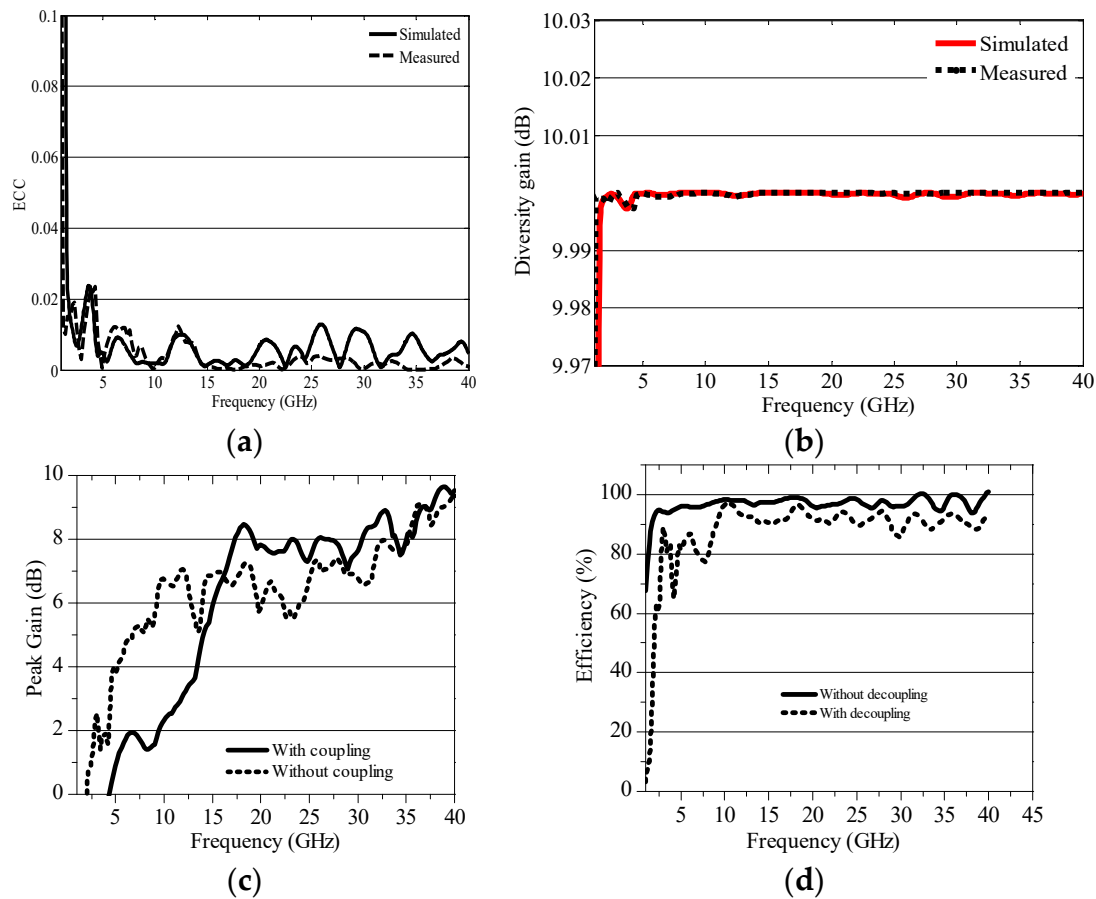 0.1
0.08
0.06
0.04
0.02
0
ECC
Simulated
Measured
5 10 15 20 25 30 35 40
Frequency (GHz)
(a)
10.03
10.02
10.01
10.00
9.99
9.98
9.97
Diversity gain (dB)
Simulated
Measured
5 10 15 20 25 30 35 40
Frequency (GHz)
(b)
10
8
6
4
2
0
Peak Gain (dB)
With coupling
Without coupling
5 10 15 20 25 30 35 40
Frequency (GHz)
(c)
100
80
60
40
20
0
Efficiency (%)
Without decoupling
With decoupling
5 10 15 20 25 30 35 40 45
Frequency (GHz)
(d)